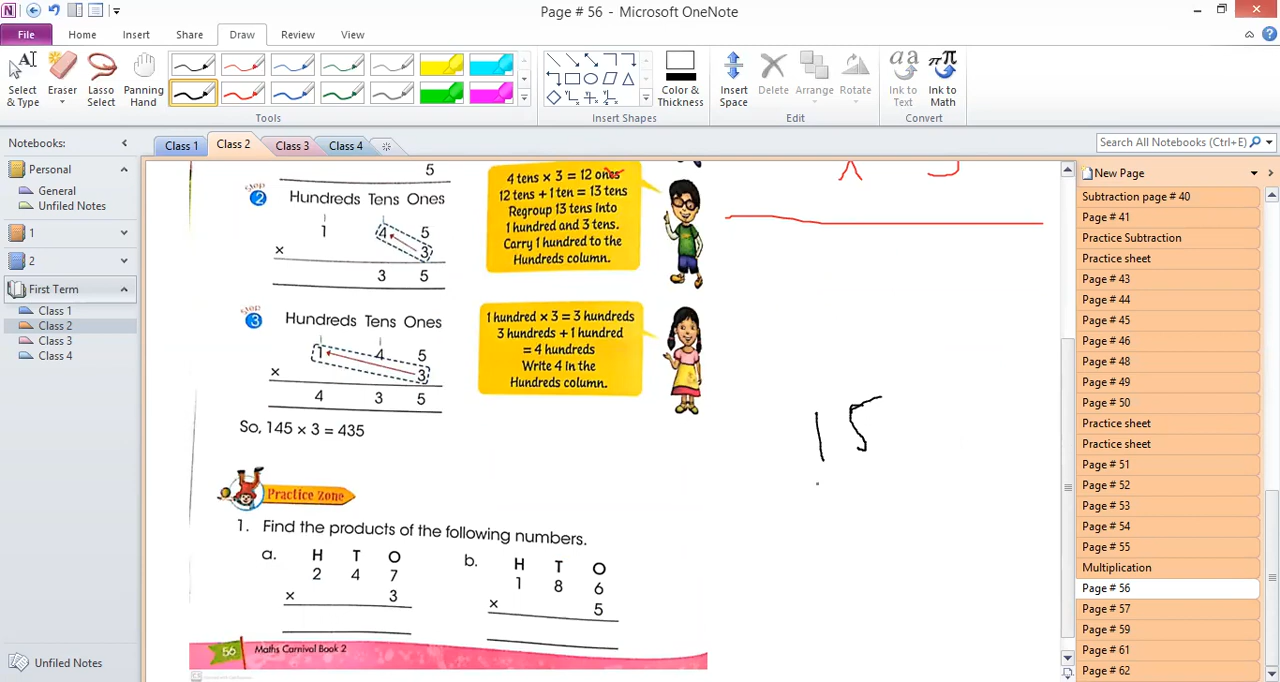 Page # 56 - Microsoft OneNote
File Home Insert Share Draw Review View
Select & Type
Eraser
Lasso Select
Panning Hand
Color & Thickness
Insert Space
Delete
Arrange
Rotate
Ink to Text
Ink to Math
Tools
Insert Shapes
Edit
Convert
Notebooks:
Class 1 Class 2 Class 3 Class 4
Search All Notebooks (Ctrl+E)
Personal
General
Unfiled Notes
1
2
First Term
Class 1
Class 2
Class 3
Class 4
Unfiled Notes
5
Step 2
Hundreds Tens Ones
1 4 5
× 3
3 5
4 tens × 3 = 12 ones
12 tens + 1 ten = 13 tens
Regroup 13 tens into
1 hundred and 3 tens.
Carry 1 hundred to the
Hundreds column.
Step 3
Hundreds Tens Ones
1 4 5
× 3
4 3 5
1 hundred × 3 = 3 hundreds
3 hundreds + 1 hundred
= 4 hundreds
Write 4 in the
Hundreds column.
So, 145 × 3 = 435
Practice Zone
1. Find the products of the following numbers.
a. H T O
2 4 7
× 3
b. H T O
1 8 6
× 5
56 Maths Carnival Book 2
15
New Page
Subtraction page # 40
Page # 41
Practice Subtraction
Practice sheet
Page # 43
Page # 44
Page # 45
Page # 46
Page # 48
Page # 49
Page # 50
Practice sheet
Practice sheet
Page # 51
Page # 52
Page # 53
Page # 54
Page # 55
Multiplication
Page # 56
Page # 57
Page # 59
Page # 61
Page # 62